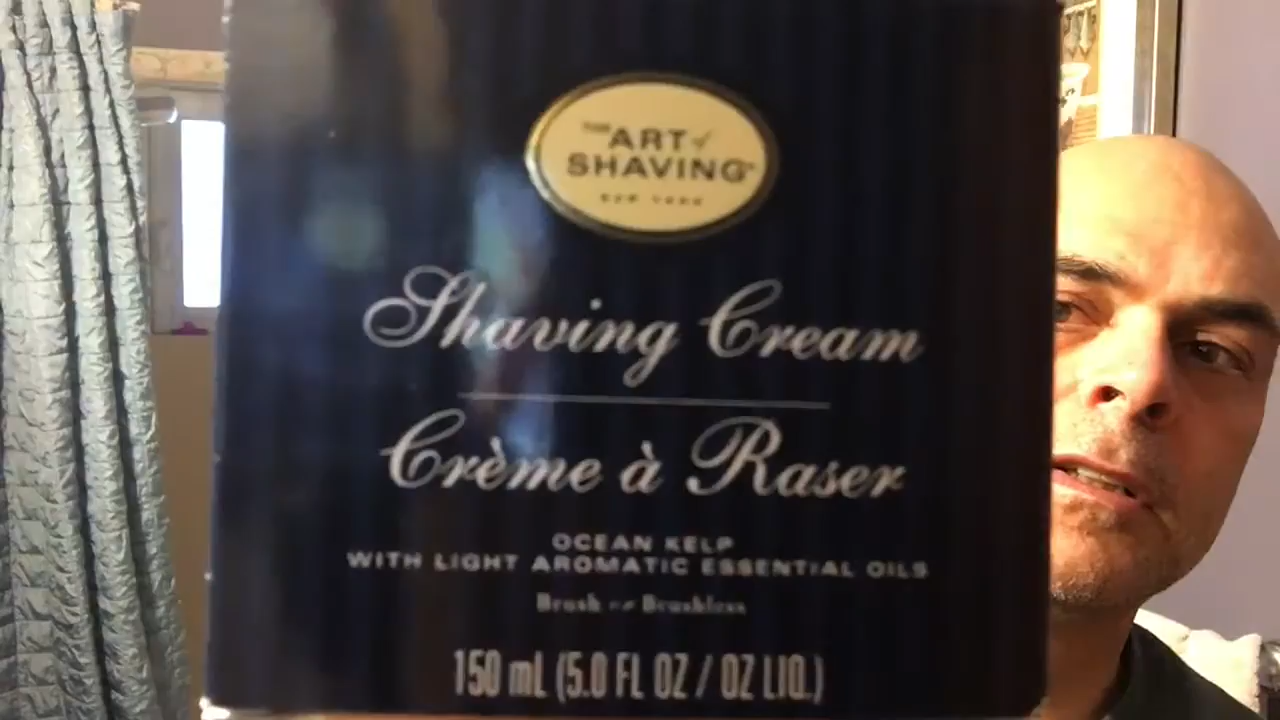 THE
ART of
SHAVING
NEW YORK
Shaving Cream
Crème à Raser
OCEAN KELP
WITH LIGHT AROMATIC ESSENTIAL OILS
Brush or Brushless
150 mL (5.0 FL OZ / OZ LIQ.)